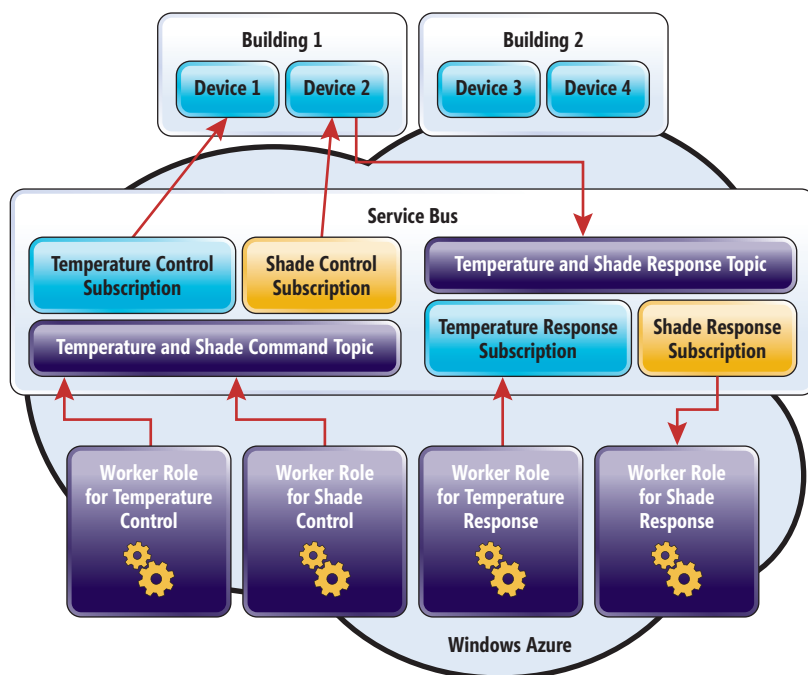 Building 1
Device 1
Device 2
Building 2
Device 3
Device 4
Service Bus
Temperature Control
Subscription
Shade Control
Subscription
Temperature and Shade Command Topic
Temperature and Shade Response Topic
Temperature Response
Subscription
Shade Response
Subscription
Worker Role
for Temperature
Control
Worker Role
for Shade
Control
Worker Role
for Temperature
Response
Worker Role
for Shade
Response
Windows Azure